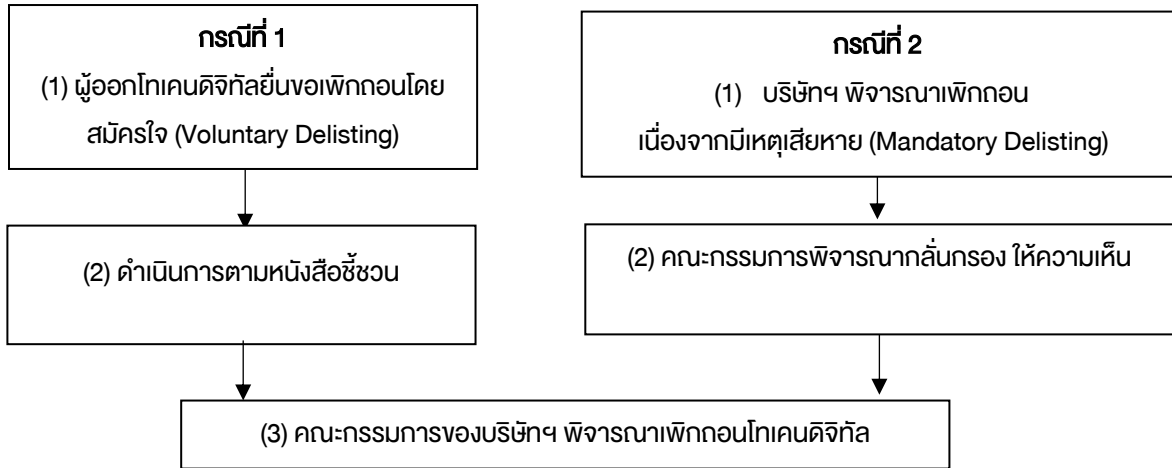 กรณีที่ 1
(1) ผู้ออกโทเคนดิจิทัลยื่นขอเพิกถอนโดย
สมัครใจ (Voluntary Delisting)
(2) ดำเนินการตามหนังสือชี้ชวน
กรณีที่ 2
(1) บริษัทฯ พิจารณาเพิกถอน
เนื่องจากมีเหตุเสียหาย (Mandatory Delisting)
(2) คณะกรรมการพิจารณากลั่นกรอง ให้ความเห็น
(3) คณะกรรมการของบริษัทฯ พิจารณาเพิกถอนโทเคนดิจิทัล